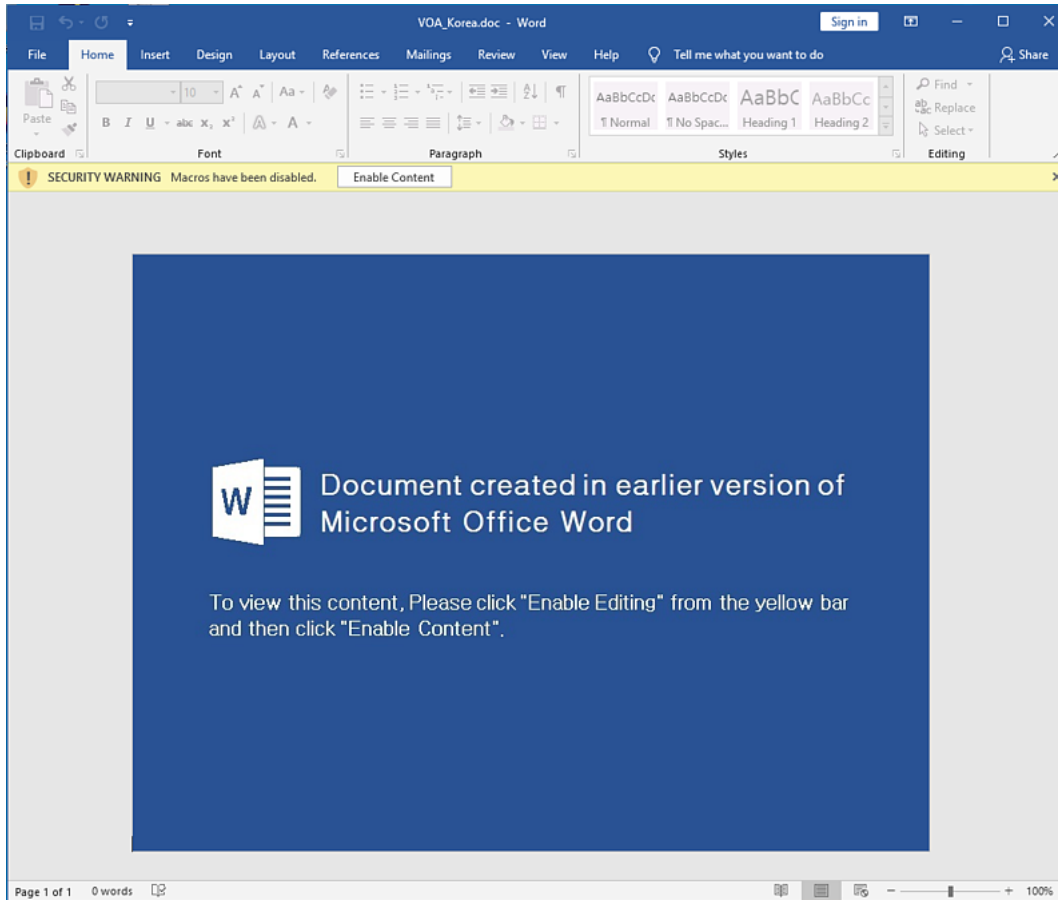 VOA_Korea.doc - Word
Sign in
File Home Insert Design Layout References Mailings Review View Help Tell me what you want to do Share
Paste
10
Aa
B I U abc x₂ x² A A
AaBbCcDc AaBbCcDc AaBbC AaBbCc
¶ Normal ¶ No Spac... Heading 1 Heading 2
Find
Replace
Select
Clipboard Font Paragraph Styles Editing
SECURITY WARNING Macros have been disabled. Enable Content
W
Document created in earlier version of
Microsoft Office Word
To view this content, Please click "Enable Editing" from the yellow bar
and then click "Enable Content".
Page 1 of 1 0 words 100%